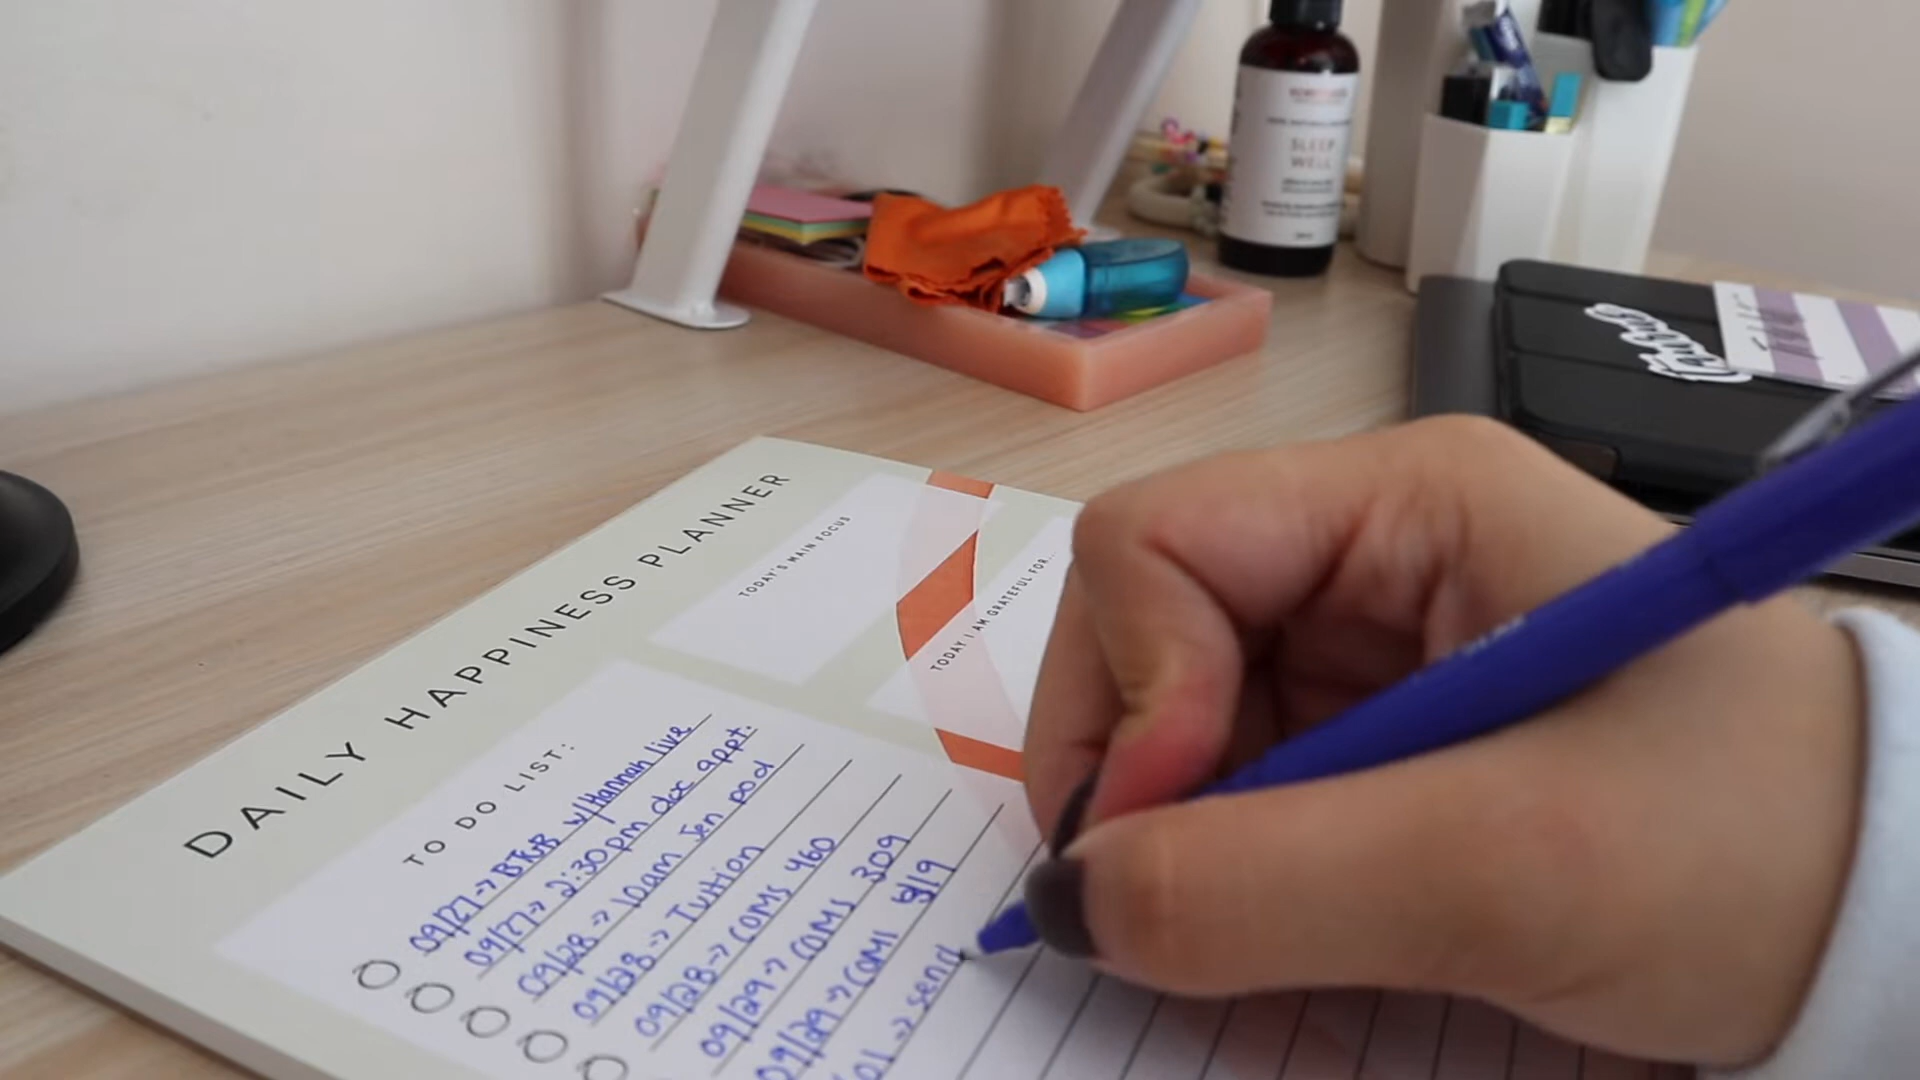 SLEEP
WELL
DAILY HAPPINESS PLANNER
TODAY'S MAIN FOCUS
TODAY I AM GRATEFUL FOR...
TO DO LIST:
09/27 → BTRtB w/Hannah live
09/27 → 2:30pm doc appt.
09/28 → 10am Jen pod
09/28 → Tuition
09/28 → COMS 460
09/29 → COMS 309
09/29 → COM1 319
→ send